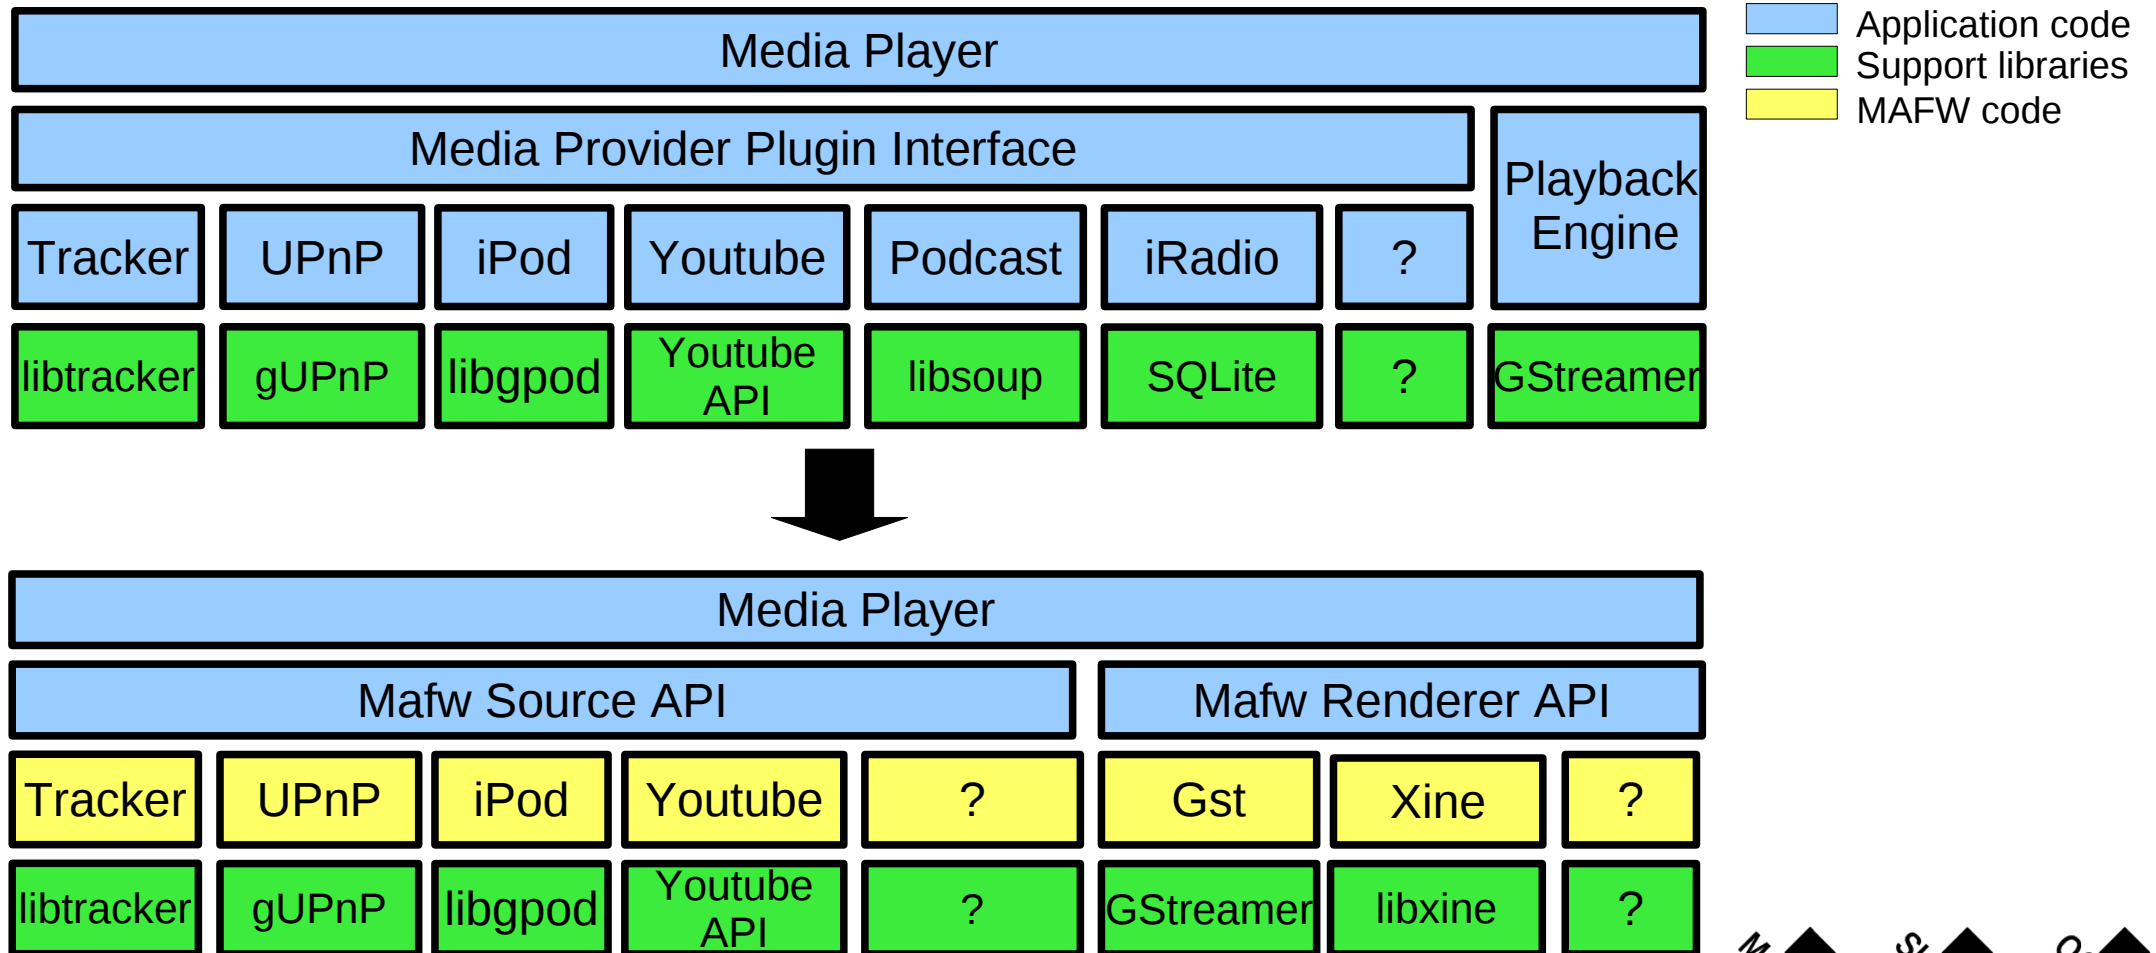 Media Player
Application code
Support libraries
MAFW code
Media Provider Plugin Interface
Playback
Engine
Tracker
UPnP
iPod
Youtube
Podcast
iRadio
?
libtracker
gUPnP
libgpod
Youtube
API
libsoup
SQLite
?
GStreamer
Media Player
Mafw Source API
Mafw Renderer API
Tracker
UPnP
iPod
Youtube
?
Gst
Xine
?
libtracker
gUPnP
libgpod
Youtube
API
?
GStreamer
libxine
?